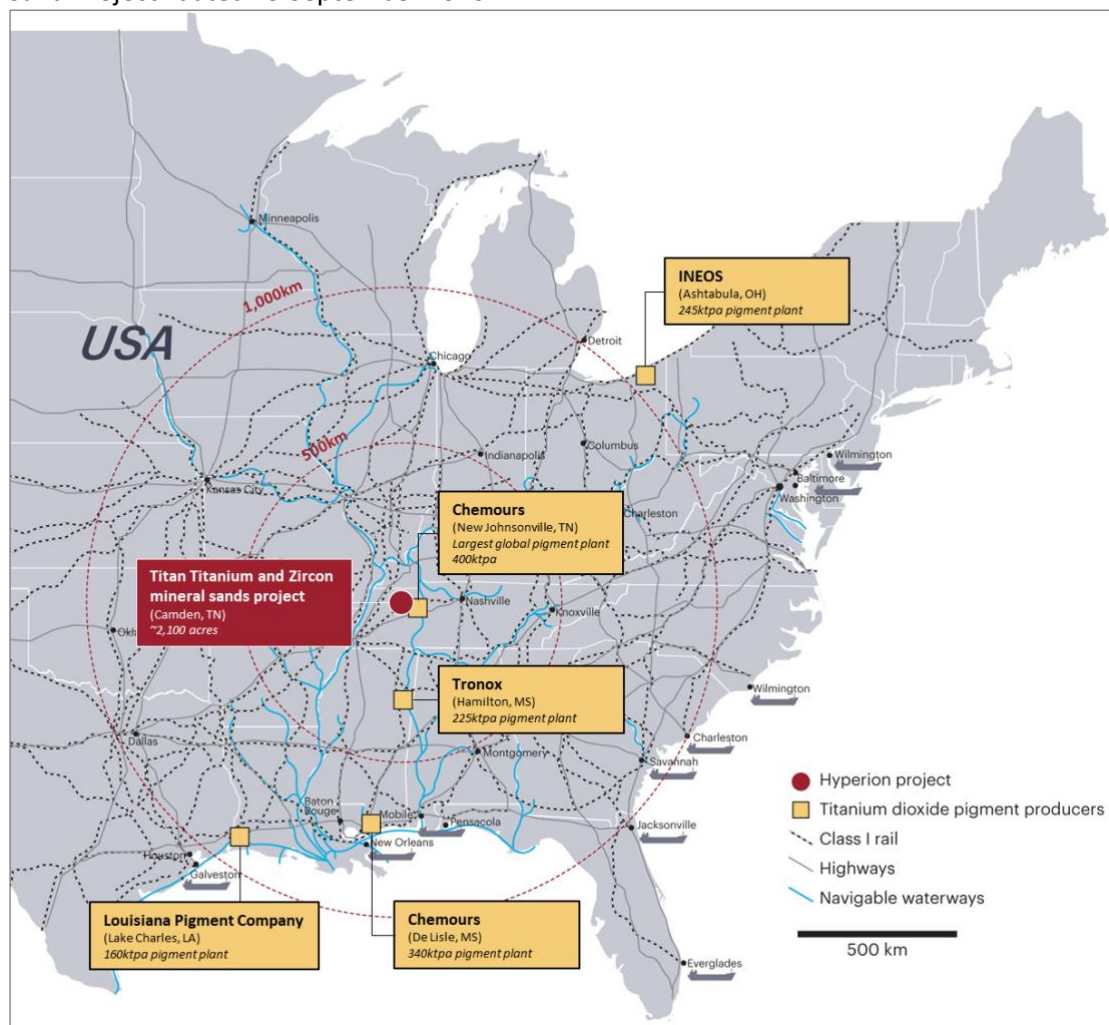 Minneapolis
1,000km
USA
INEOS
(Ashtabula, OH)
245ktpa pigment plant
Detroit
Chicago
500km
Indianapolis
Columbus
Wilmington
Baltimore
Washington
Kansas City
Chemours
(New Johnsonville, TN)
Largest global pigment plant
400ktpa
Charleston
Titan Titanium and Zircon
mineral sands project
(Camden, TN)
~2,100 acres
Nashville
Knoxville
Tronox
(Hamilton, MS)
225ktpa pigment plant
Wilmington
Dallas
Montgomery
Charleston
Savannah
Baton
Rouge
Mobile
Pensacola
Jacksonville
New Orleans
Houston
Galveston
Hyperion project
Titanium dioxide pigment producers
Class I rail
Highways
Navigable waterways
500 km
Louisiana Pigment Company
(Lake Charles, LA)
160ktpa pigment plant
Chemours
(De Lisle, MS)
340ktpa pigment plant
Everglades